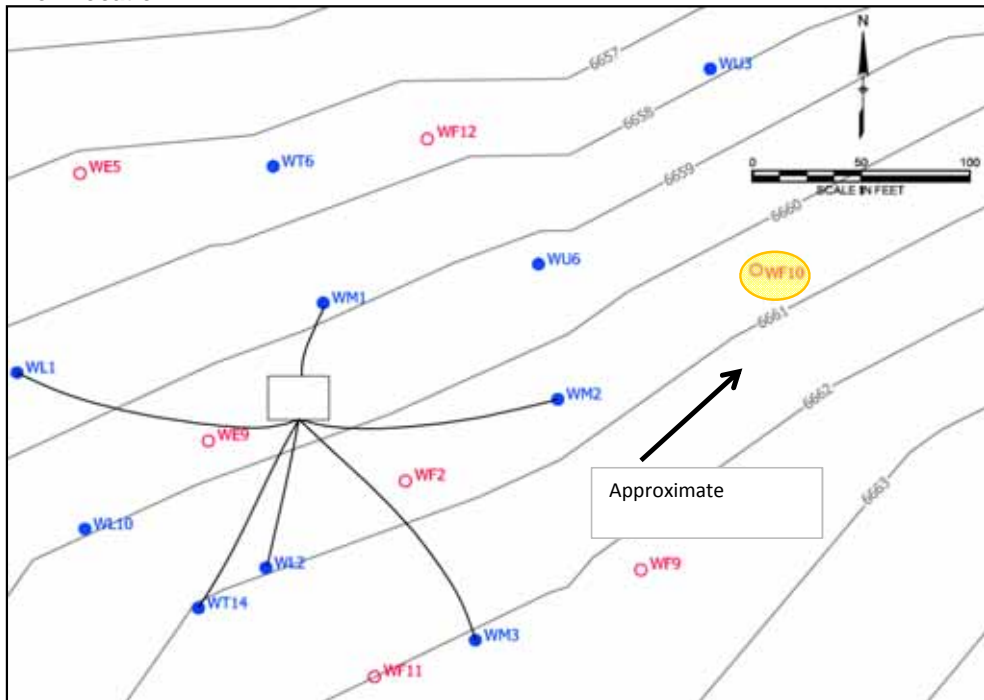 6657
N
WU3
6658
WF12
WE5
WT6
0 50 100
SCALE IN FEET
6659
6660
WU6
WF10
WM1
6661
WL1
WM2
6662
WE9
WF2
Approximate
6663
WL10
WL2
WF9
WT14
WM3
WF11